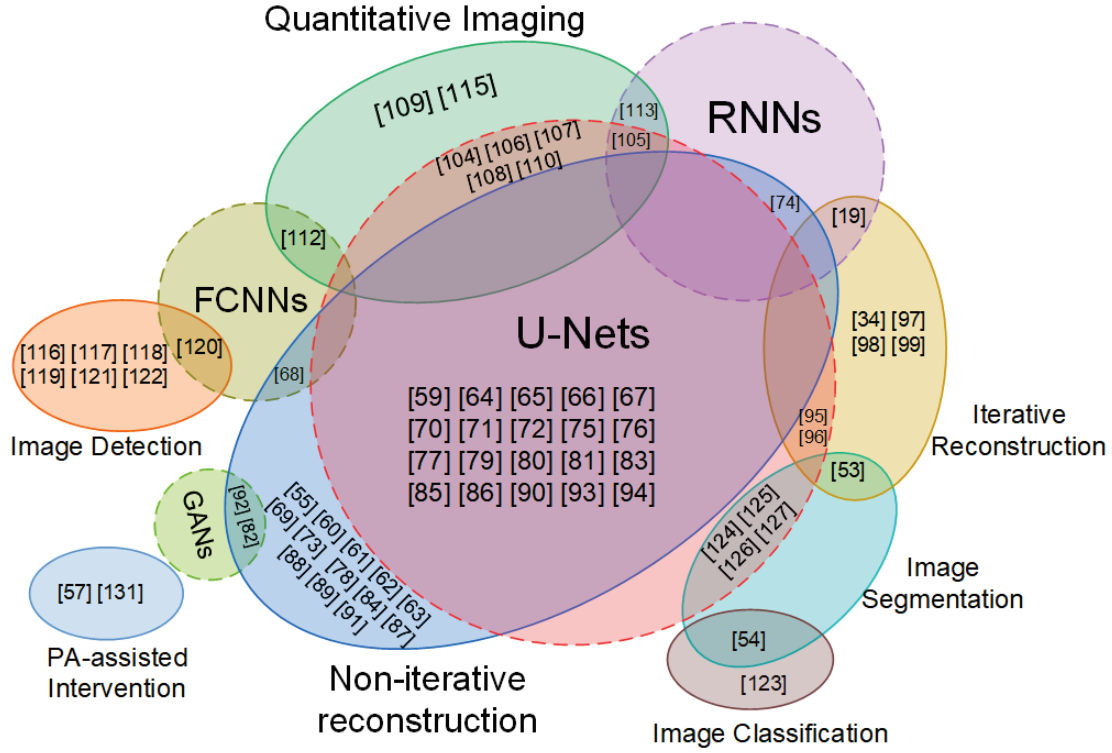 Quantitative Imaging
[109] [115]
[113]
RNNs
[104] [106] [107]
[108] [110]
[105]
[74]
[19]
[112]
FCNNs
U-Nets
[34] [97]
[98] [99]
[116] [117] [118]
[119] [121] [122]
[120]
[68]
Image Detection
[59] [64] [65] [66] [67]
[70] [71] [72] [75] [76]
[77] [79] [80] [81] [83]
[85] [86] [90] [93] [94]
[95]
[96]
Iterative
Reconstruction
[53]
GANs
[92] [82]
[55] [60] [61] [62] [63]
[69] [73] [78] [84] [87]
[88] [89] [91]
[124] [125]
[126] [127]
Image
Segmentation
[57] [131]
PA-assisted
Intervention
Non-iterative
reconstruction
[54]
[123]
Image Classification